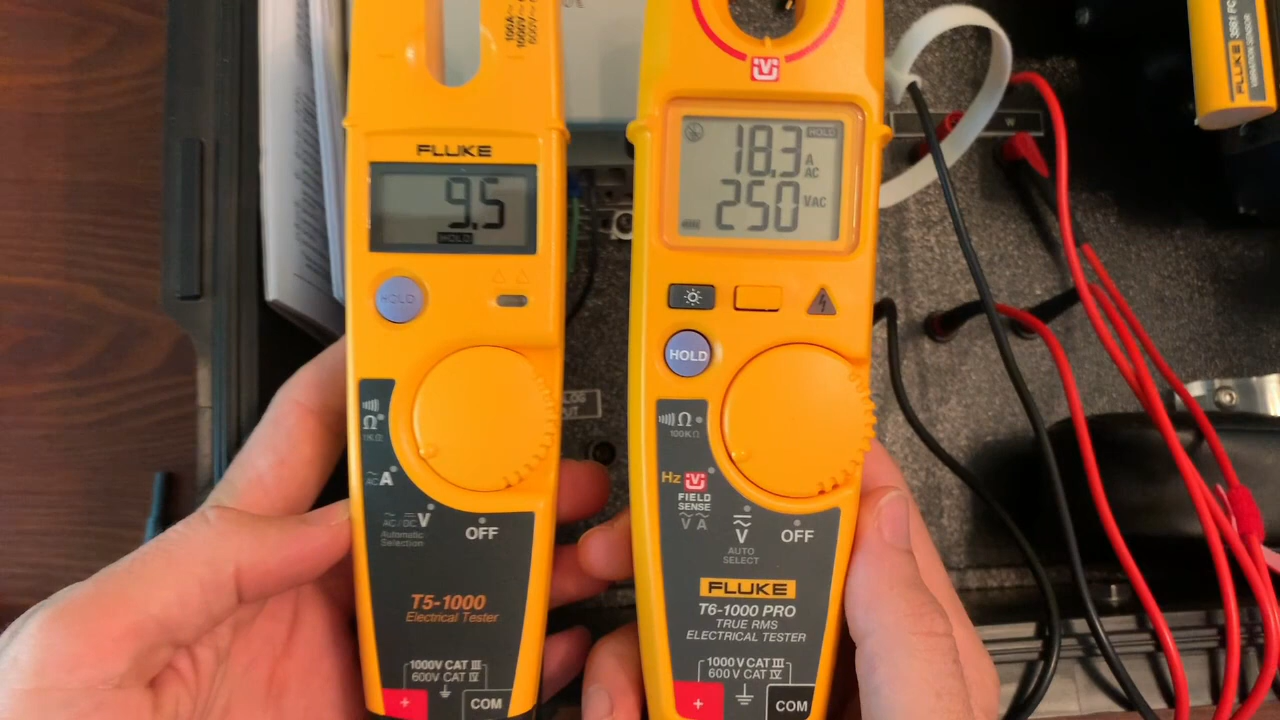 FLUKE
9.5
HOLD
HOLD
Ω
1KΩ
AC A
AC/DC V
Automatic
Selection
OFF
T5-1000
Electrical Tester
1000V CAT III
600V CAT IV
+
COM
V
18.3 A AC HOLD
250 VAC
HOLD
Ω
100KΩ
Hz V
FIELD
SENSE
V A
V
AUTO
SELECT
OFF
FLUKE
T6-1000 PRO
TRUE RMS
ELECTRICAL TESTER
1000V CAT III
600V CAT IV
+
COM
W
FLUKE